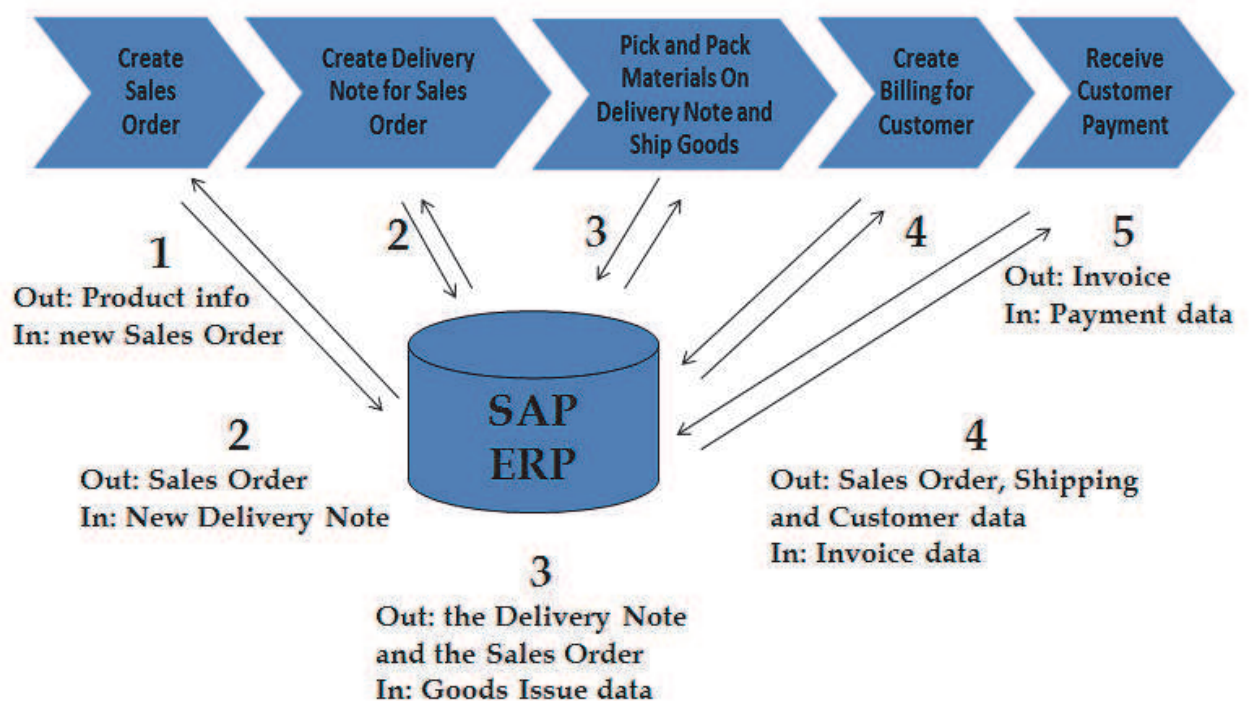 Create
Sales
Order
Create Delivery
Note for Sales
Order
Pick and Pack
Materials On
Delivery Note and
Ship Goods
Create
Billing for
Customer
Receive
Customer
Payment
1
Out: Product info
In: new Sales Order
2
3
4
5
Out: Invoice
In: Payment data
SAP
ERP
2
Out: Sales Order
In: New Delivery Note
4
Out: Sales Order, Shipping
and Customer data
In: Invoice data
3
Out: the Delivery Note
and the Sales Order
In: Goods Issue data